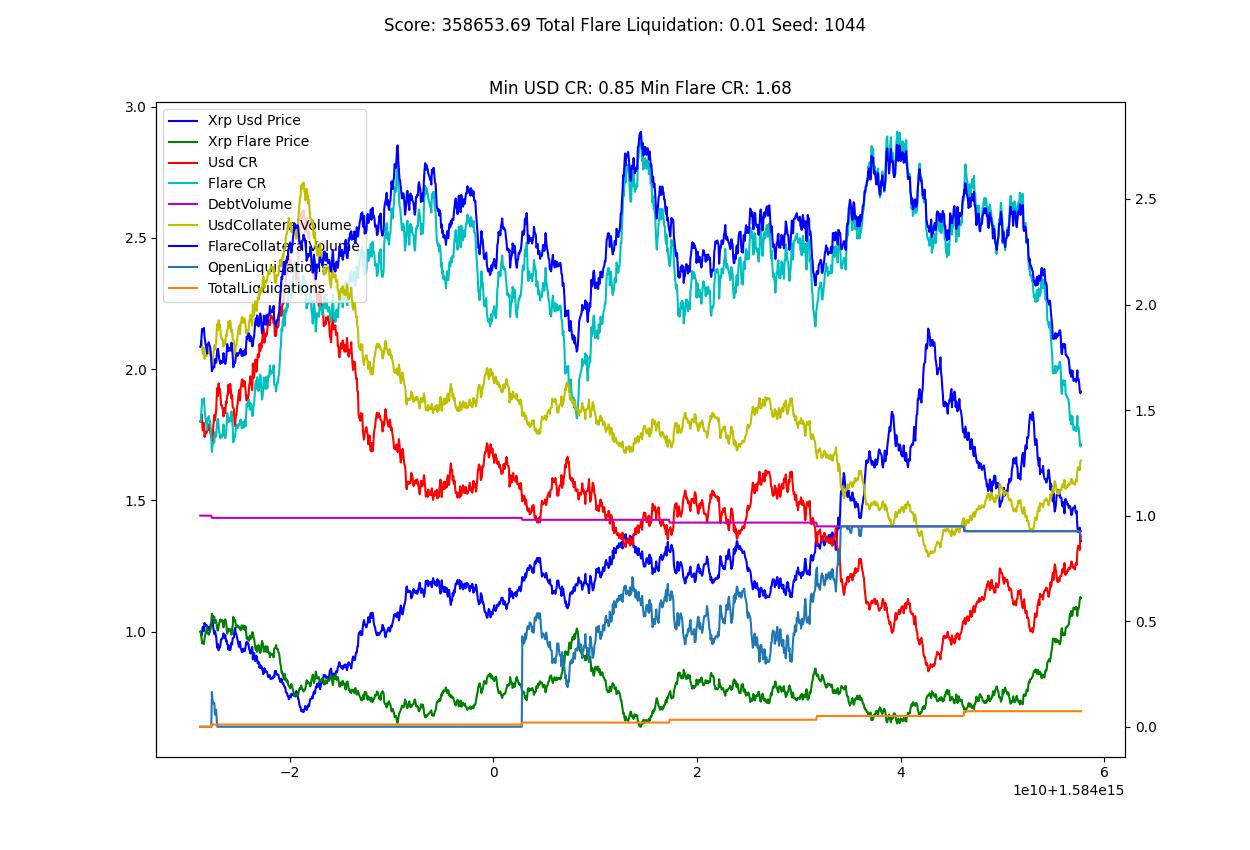 Score: 358653.69 Total Flare Liquidation: 0.01 Seed: 1044
Min USD CR: 0.85 Min Flare CR: 1.68
3.0
2.5
2.0
1.5
1.0
Xrp Usd Price
Xrp Flare Price
Usd CR
Flare CR
DebtVolume
UsdCollateralVolume
FlareCollateralVolume
OpenLiquidations
TotalLiquidations
2.5
2.0
1.5
1.0
0.5
0.0
−2 0 2 4 6
1e10+1.584e15